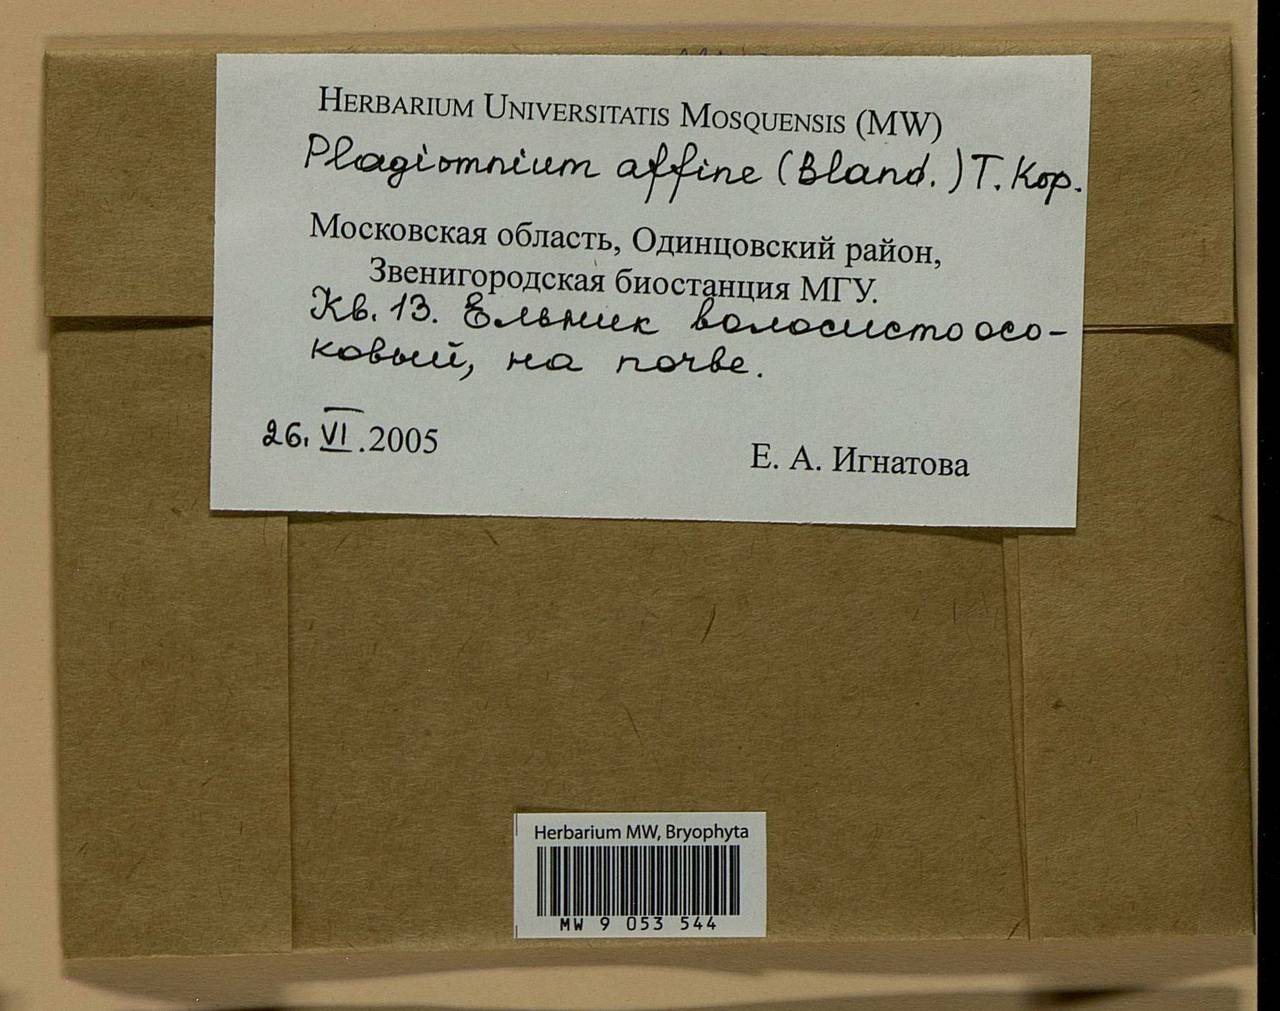 HERBARIUM UNIVERSITATIS MOSQUENSIS (MW)
Plagiomnium affine (Bland.) T. Kop.
Московская область, Одинцовский район,
Звенигородская биостанция МГУ.
Кв. 13. Ельник волосистоосо-
ковый, на почве.
26. VI .2005
Е. А. Игнатова
Herbarium MW, Bryophyta
MW 9 053 544